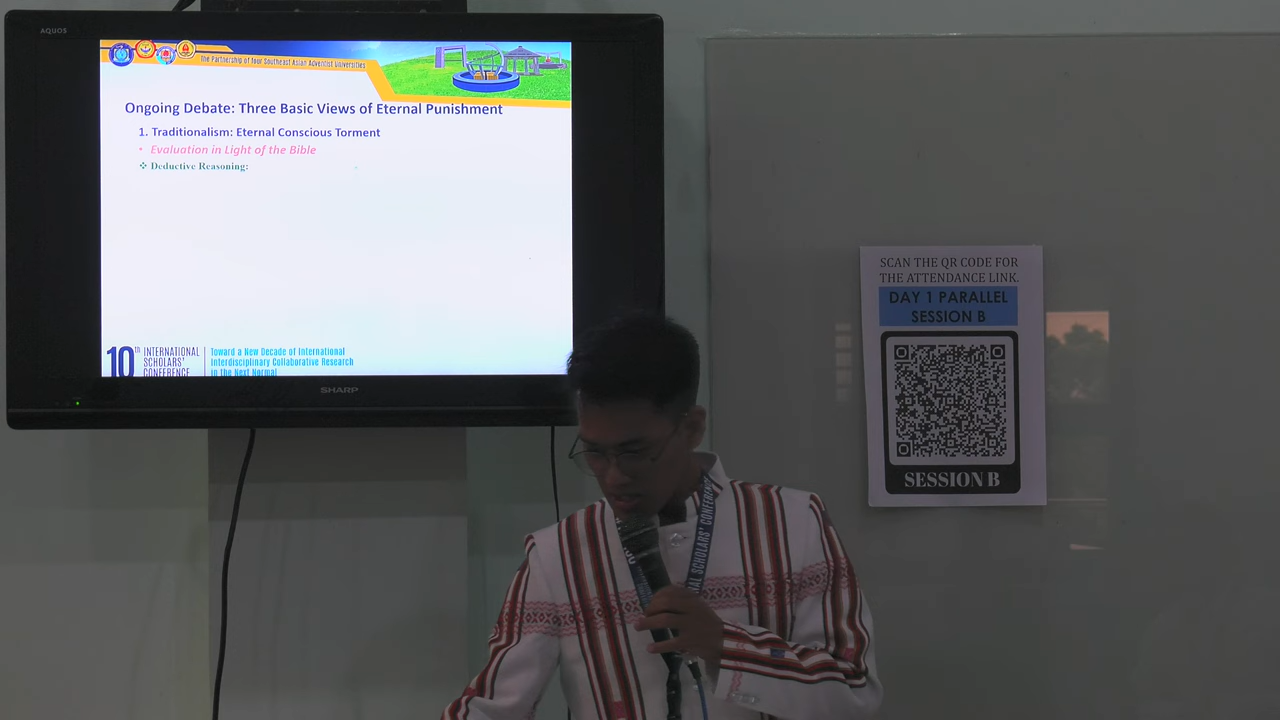 AQUOS
The Partnership of four Southeast Asian Adventist Universities
Ongoing Debate: Three Basic Views of Eternal Punishment
1. Traditionalism: Eternal Conscious Torment
• Evaluation in Light of the Bible
❖ Deductive Reasoning:
10th INTERNATIONAL SCHOLARS' CONFERENCE
Toward a New Decade of International
Interdisciplinary Collaborative Research
in the Next Normal
SHARP
SCAN THE QR CODE FOR
THE ATTENDANCE LINK.
DAY 1 PARALLEL
SESSION B
SESSION B
SCHOLARS' CONFERENCE